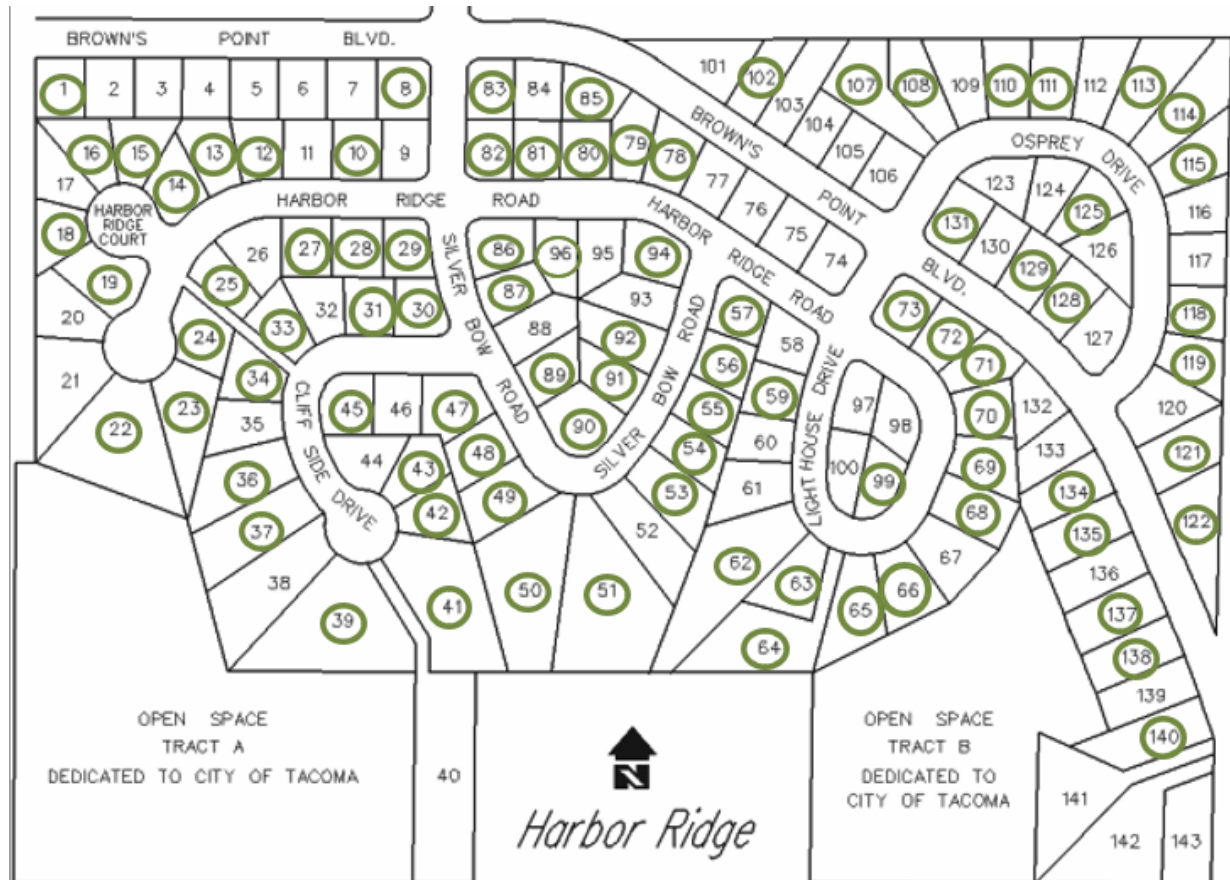 BROWN'S POINT BLVD.
1 2 3 4 5 6 7 8
83 84 85
101 102 103 104 105 106 107 108 109 110 111 112 113 114
17 16 15 14 13 12 11 10 9
82 81 80 79 78 77 76 75 74
BROWN'S POINT BLVD.
OSPREY DRIVE
115 116 117 118 119 120 121 122
123 124 125 126 127 128 129 130 131
HARBOR
RIDGE
COURT
HARBOR RIDGE ROAD
HARBOR RIDGE ROAD
18 19 20 21 22 23 24
25 26 27 28 29 30 31 32 33
SILVER BOW ROAD
86 96 95 94 87 93 88 92 89 91 90
SILVER BOW ROAD
57 58 56 59 55 60 54 61 53 52
34 35 36 37 38 39
CLIFF SIDE DRIVE
45 46 47 44 43 48 42 49 41 50 51
LIGHT HOUSE DRIVE
97 98 100 99
73 72 71 70 69 68 67 66 65 64 63 62
132 133 134 135 136 137 138 139 140
OPEN SPACE
TRACT A
DEDICATED TO CITY OF TACOMA
40
N
Harbor Ridge
OPEN SPACE
TRACT B
DEDICATED TO
CITY OF TACOMA
141 142 143